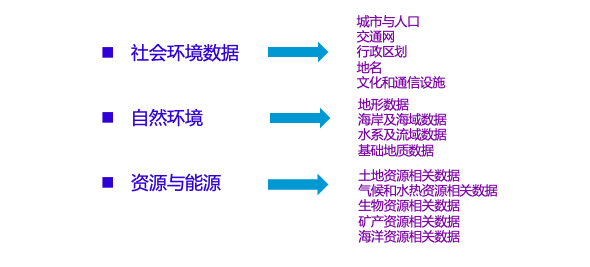 社会环境数据
城市与人口
交通网
行政区划
地名
文化和通信设施
自然环境
地形数据
海岸及海域数据
水系及流域数据
基础地质数据
资源与能源
土地资源相关数据
气候和水热资源相关数据
生物资源相关数据
矿产资源相关数据
海洋资源相关数据